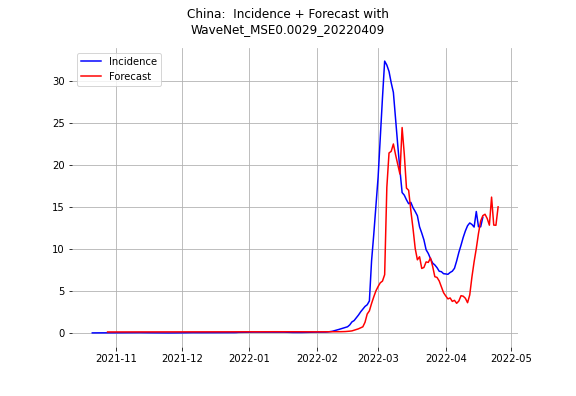 China:  Incidence + Forecast with
WaveNet_MSE0.0029_20220409
Incidence
Forecast
30
25
20
15
10
5
0
2021-11 2021-12 2022-01 2022-02 2022-03 2022-04 2022-05